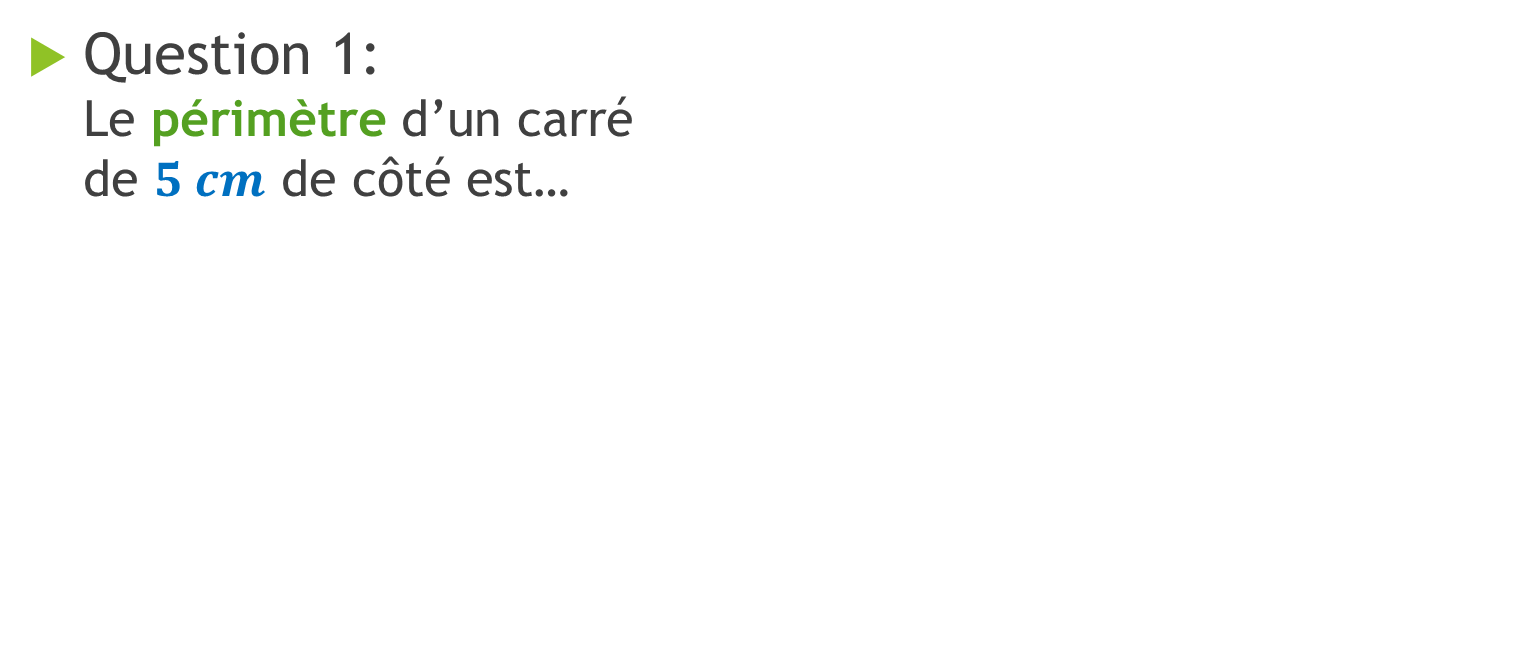 Question 1:
Le périmètre d’un carré
de 5 cm de côté est…